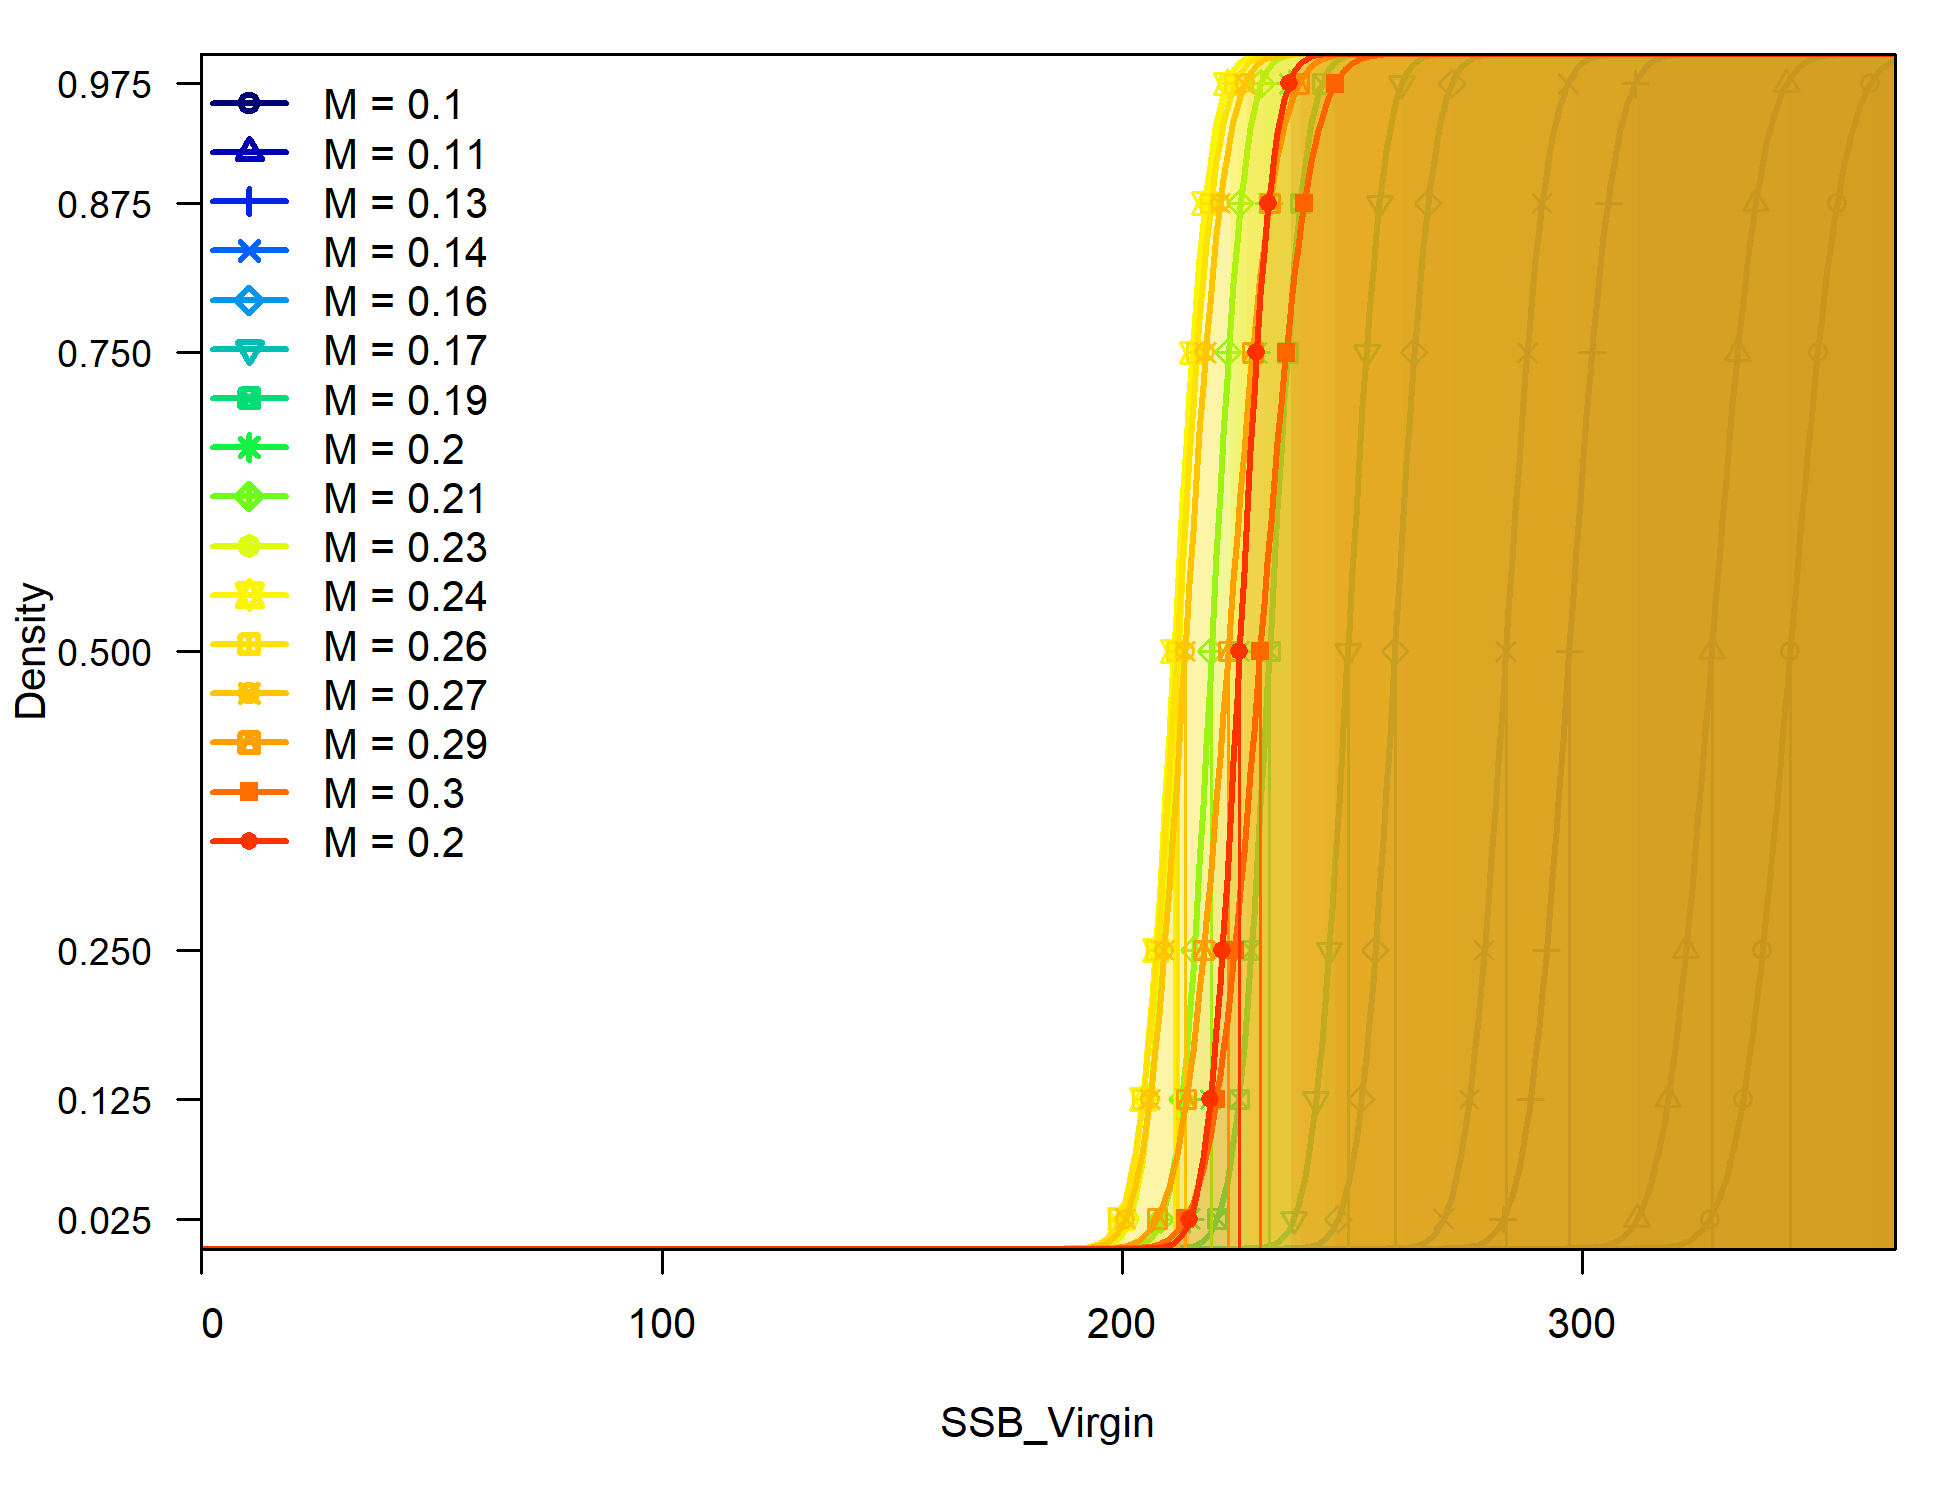 0.975
0.875
0.750
0.500
0.250
0.125
0.025
Density
M = 0.1
M = 0.11
M = 0.13
M = 0.14
M = 0.16
M = 0.17
M = 0.19
M = 0.2
M = 0.21
M = 0.23
M = 0.24
M = 0.26
M = 0.27
M = 0.29
M = 0.3
M = 0.2
0 100 200 300
SSB_Virgin